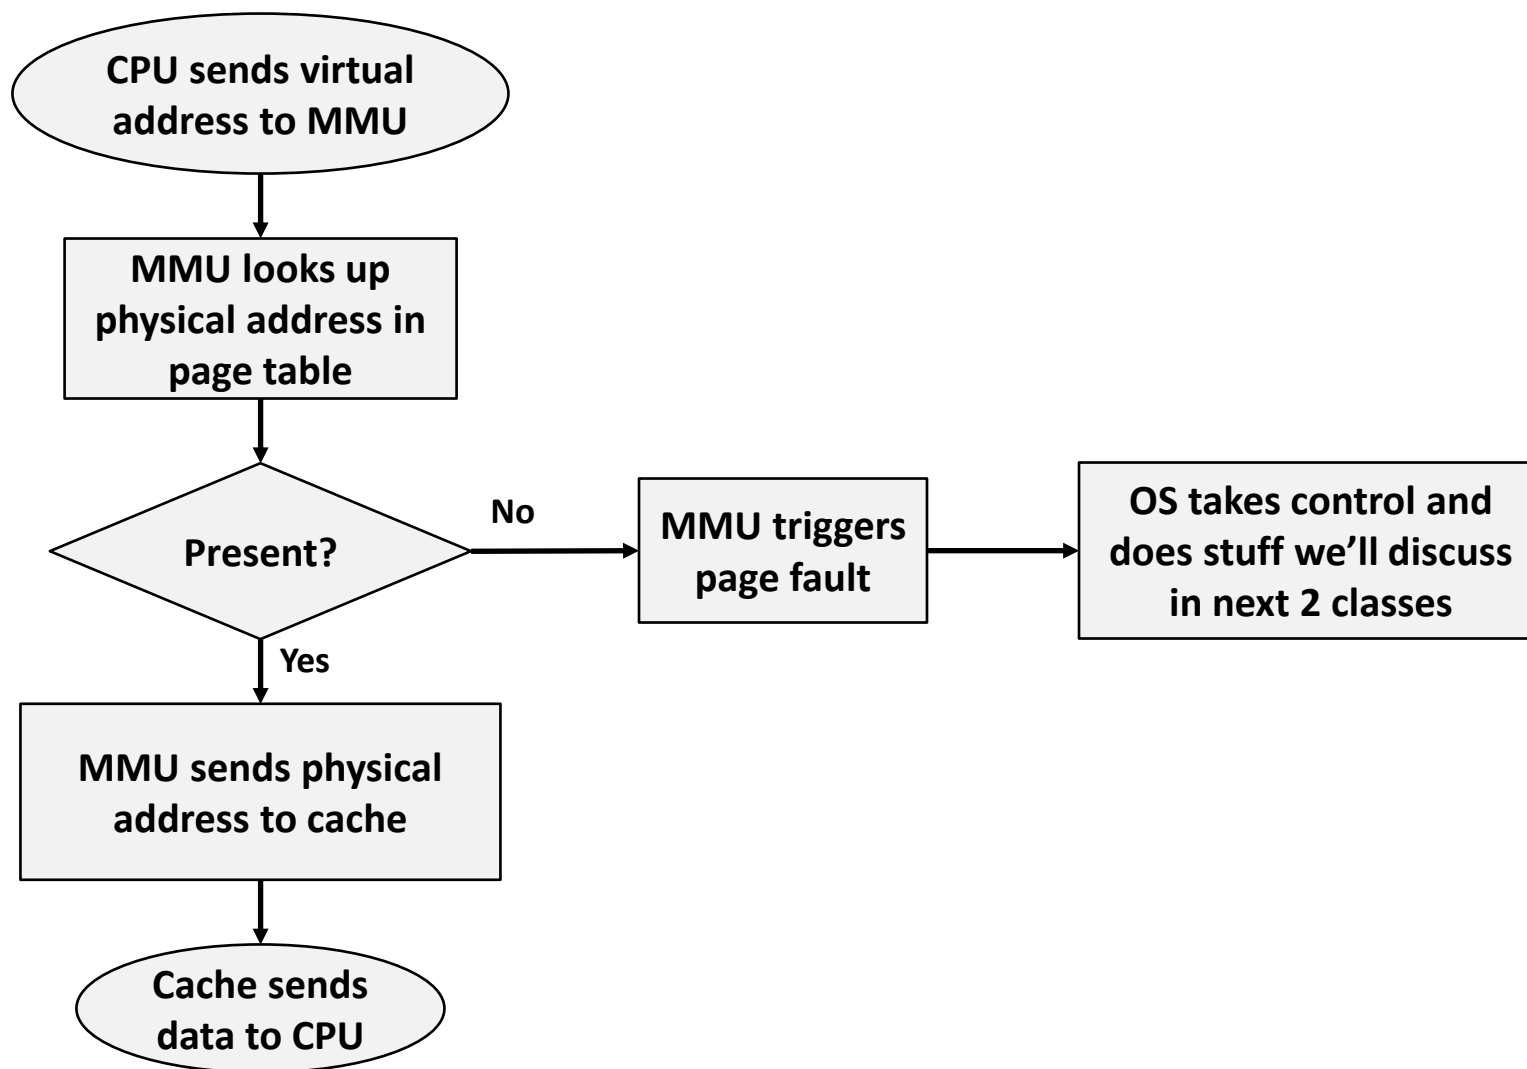 CPU sends virtual
address to MMU
MMU looks up
physical address in
page table
Present?
No
MMU triggers
page fault
OS takes control and
does stuff we’ll discuss
in next 2 classes
Yes
MMU sends physical
address to cache
Cache sends
data to CPU